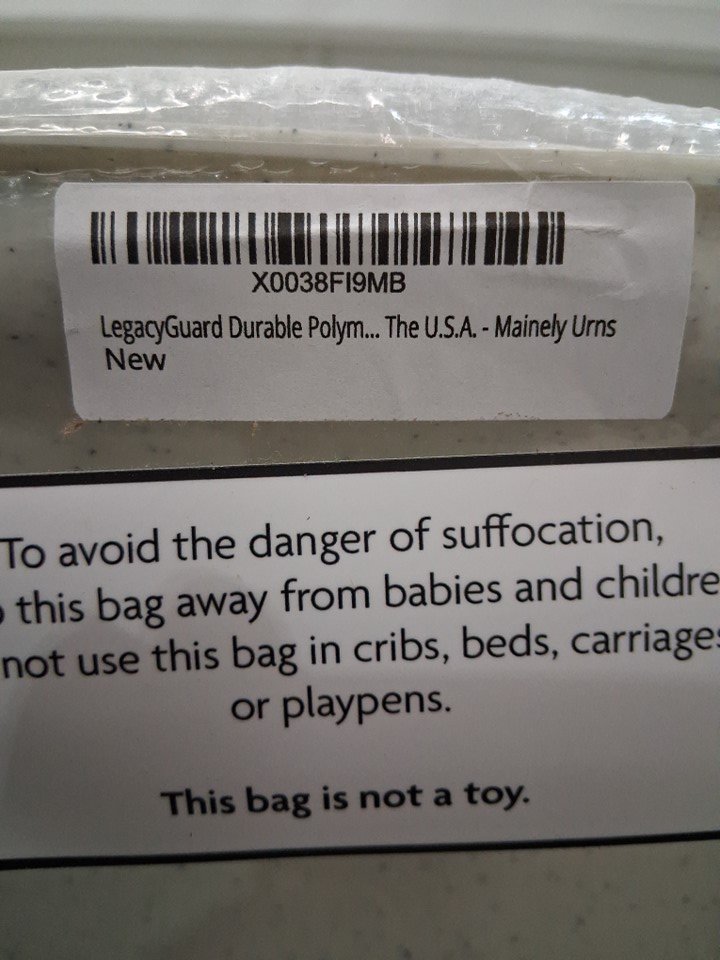 X0038FI9MB
LegacyGuard Durable Polym... The U.S.A. - Mainely Urns
New
To avoid the danger of suffocation,
this bag away from babies and childre
not use this bag in cribs, beds, carriages
or playpens.
This bag is not a toy.